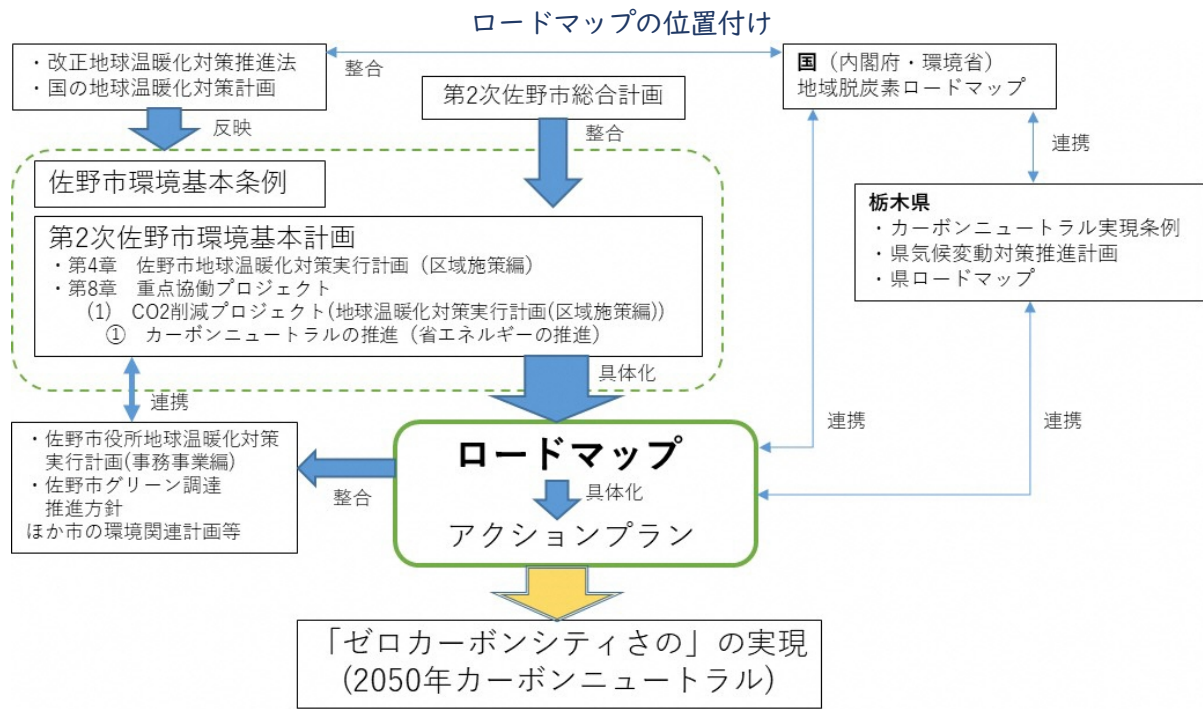 ロードマップの位置付け
・改正地球温暖化対策推進法
・国の地球温暖化対策計画
整合
第2次佐野市総合計画
国（内閣府・環境省）
地域脱炭素ロードマップ
反映
整合
連携
佐野市環境基本条例
栃木県
・カーボンニュートラル実現条例
・県気候変動対策推進計画
・県ロードマップ
第2次佐野市環境基本計画
・第4章　佐野市地球温暖化対策実行計画（区域施策編）
・第8章　重点協働プロジェクト
(1)　CO2削減プロジェクト(地球温暖化対策実行計画(区域施策編))
①　カーボンニュートラルの推進（省エネルギーの推進）
具体化
連携
連携
連携
・佐野市役所地球温暖化対策
実行計画(事務事業編)
・佐野市グリーン調達
推進方針
ほか市の環境関連計画等
整合
ロードマップ
具体化
アクションプラン
「ゼロカーボンシティさの」の実現
(2050年カーボンニュートラル)